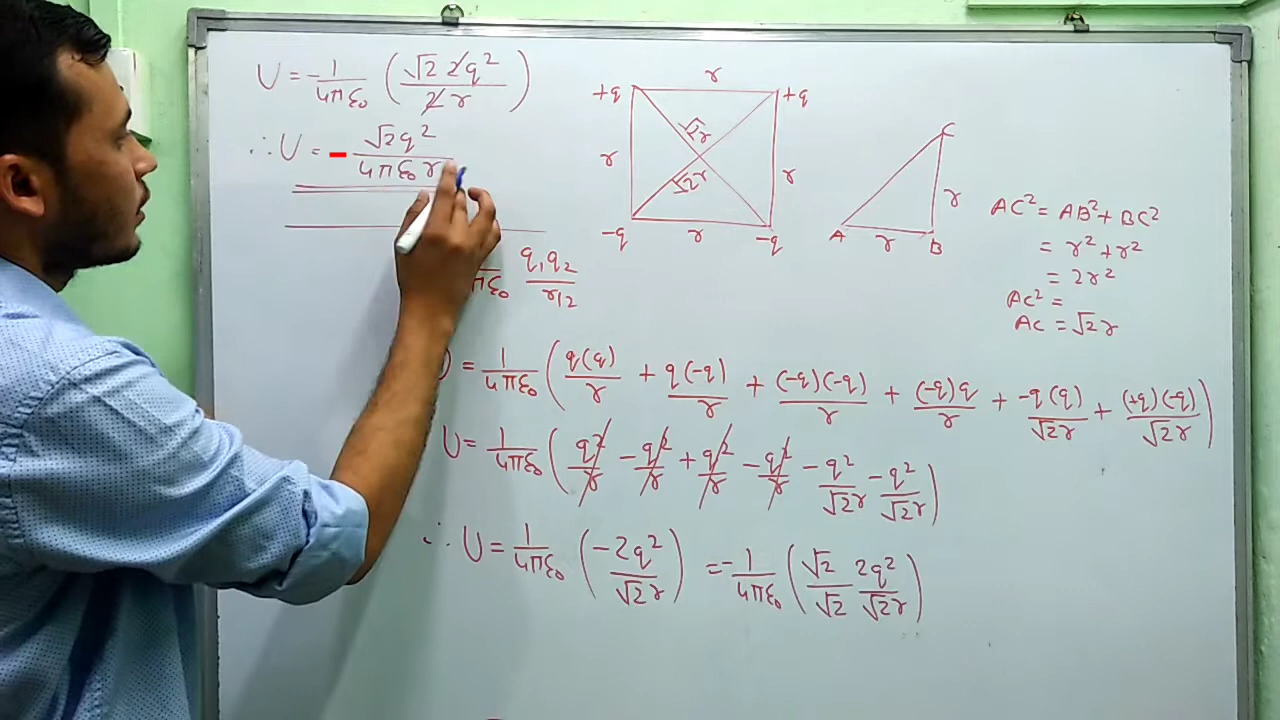 U = -1/4πε₀ (√2 2q²/2r)
∴ U = - √2q²/4πε₀ r
πε₀ q₁q₂/r₁₂
+q r +q
√2r
r √2r r
-q r -q
C
r
A r B
AC² = AB² + BC²
= r² + r²
= 2r²
AC² =
AC = √2r
= 1/4πε₀ (q(q)/r + q(-q)/r + (-q)(-q)/r + (-q)q/r + -q(q)/√2r + (+q)(-q)/√2r)
U = 1/4πε₀ (q²/r - q²/r + q²/r - q²/r - q²/√2r - q²/√2r)
∴ U = 1/4πε₀ (-2q²/√2r) = -1/4πε₀ (√2/√2 2q²/√2r)